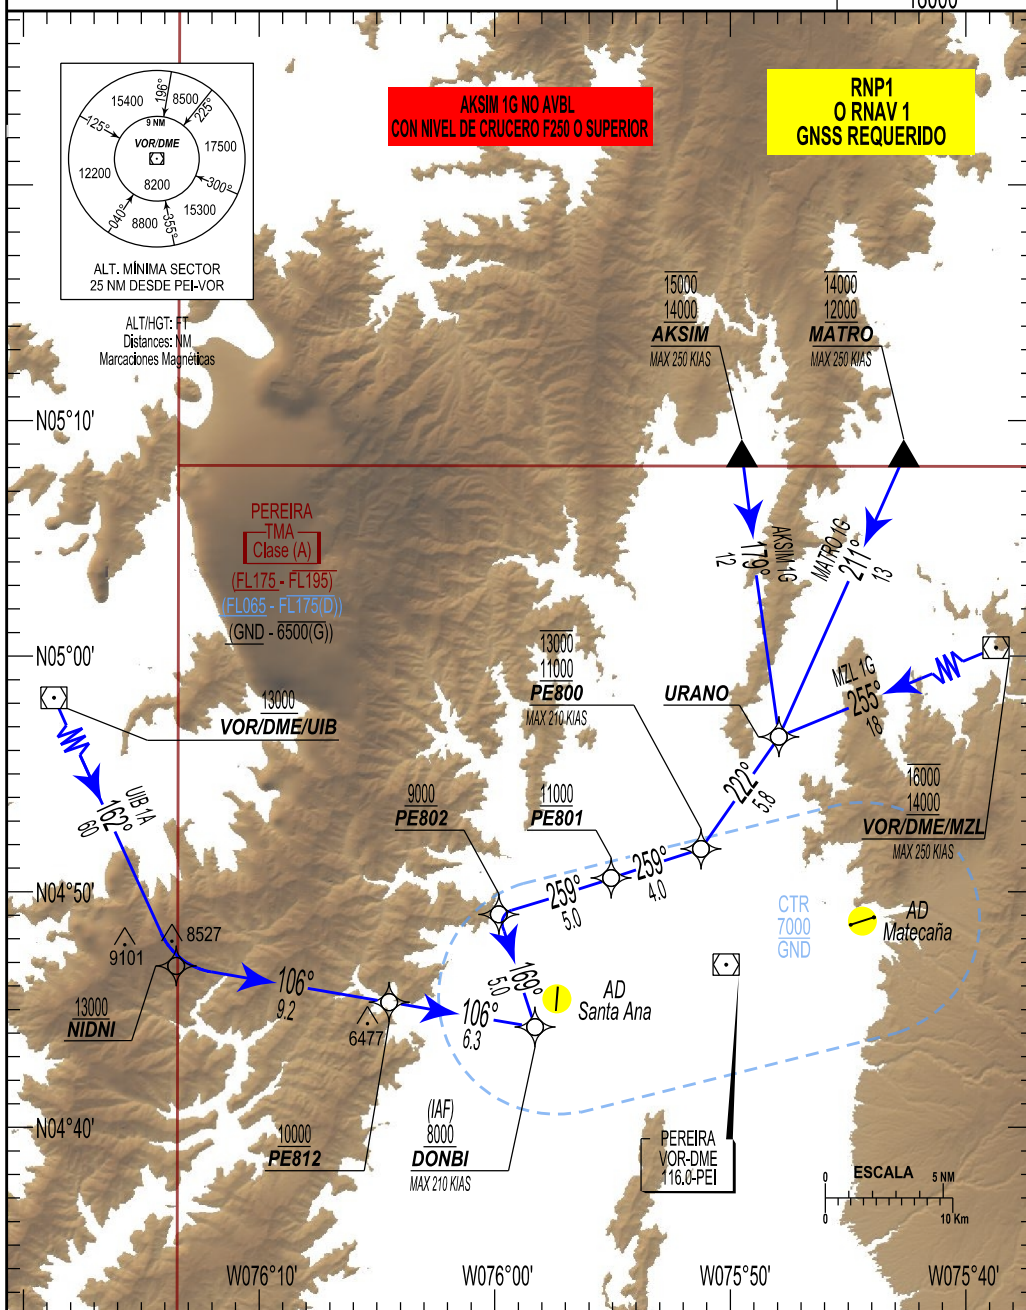 16000
196°
15400
8500
225°
125°
9 NM
VOR/DME
17500
12200
8200
300°
040°
15300
8800
355°
ALT. MÍNIMA SECTOR
25 NM DESDE PEI-VOR
ALT/HGT: FT
Distances: NM
Marcaciones Magnéticas
AKSIM 1G NO AVBL
CON NIVEL DE CRUCERO F250 O SUPERIOR
RNP1
O RNAV 1
GNSS REQUERIDO
15000
14000
AKSIM
MAX 250 KIAS
14000
12000
MATRO
MAX 250 KIAS
N05°10'
PEREIRA
TMA
Clase (A)
(FL175 - FL195)
(FL065 - FL175(D))
(GND - 6500(G))
AKSIM 1G
179°
12
MATRO 1G
211°
13
N05°00'
13000
VOR/DME/UIB
13000
11000
PE800
MAX 210 KIAS
URANO
MZL 1G
255°
18
UIB 1A
162°
60
222°
5.8
16000
14000
VOR/DME/MZL
MAX 250 KIAS
9000
PE802
11000
PE801
N04°50'
259°
5.0
259°
4.0
CTR
7000
GND
AD
Matecaña
8527
9101
169°
5.0
106°
9.2
13000
NIDNI
AD
Santa Ana
106°
6.3
6477
N04°40'
10000
PE812
(IAF)
8000
DONBI
MAX 210 KIAS
PEREIRA
VOR-DME
116.0-PEI
ESCALA
5 NM
0
0
10 Km
W076°10'
W076°00'
W075°50'
W075°40'